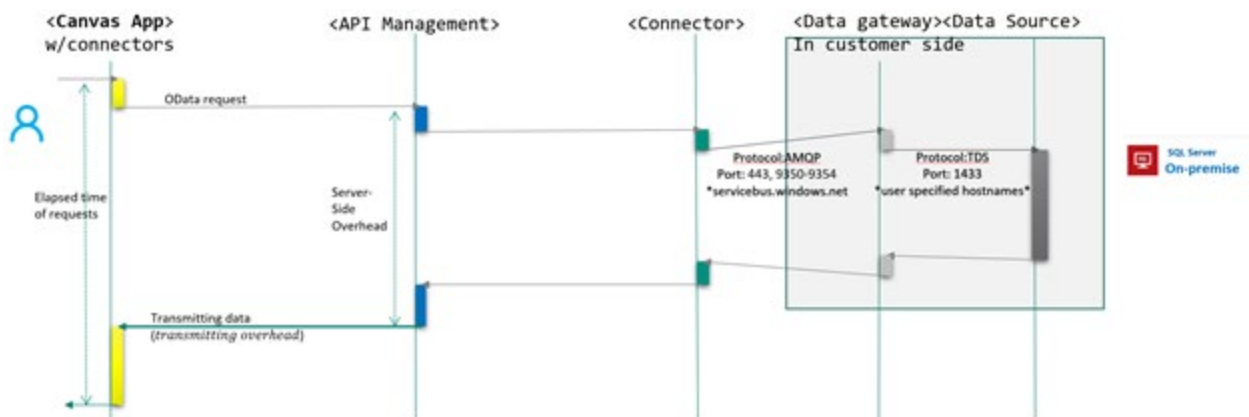 <Canvas App>
w/connectors
<API Management>
<Connector>
<Data gateway><Data Source>
In customer side
OData request
Protocol:AMQP
Port: 443, 9350-9354
*servicebus.windows.net
Protocol:TDS
Port: 1433
*user specified hostnames*
SQL Server
On-premise
Elapsed time
of requests
Server-
Side
Overhead
Transmitting data
(transmitting overhead)